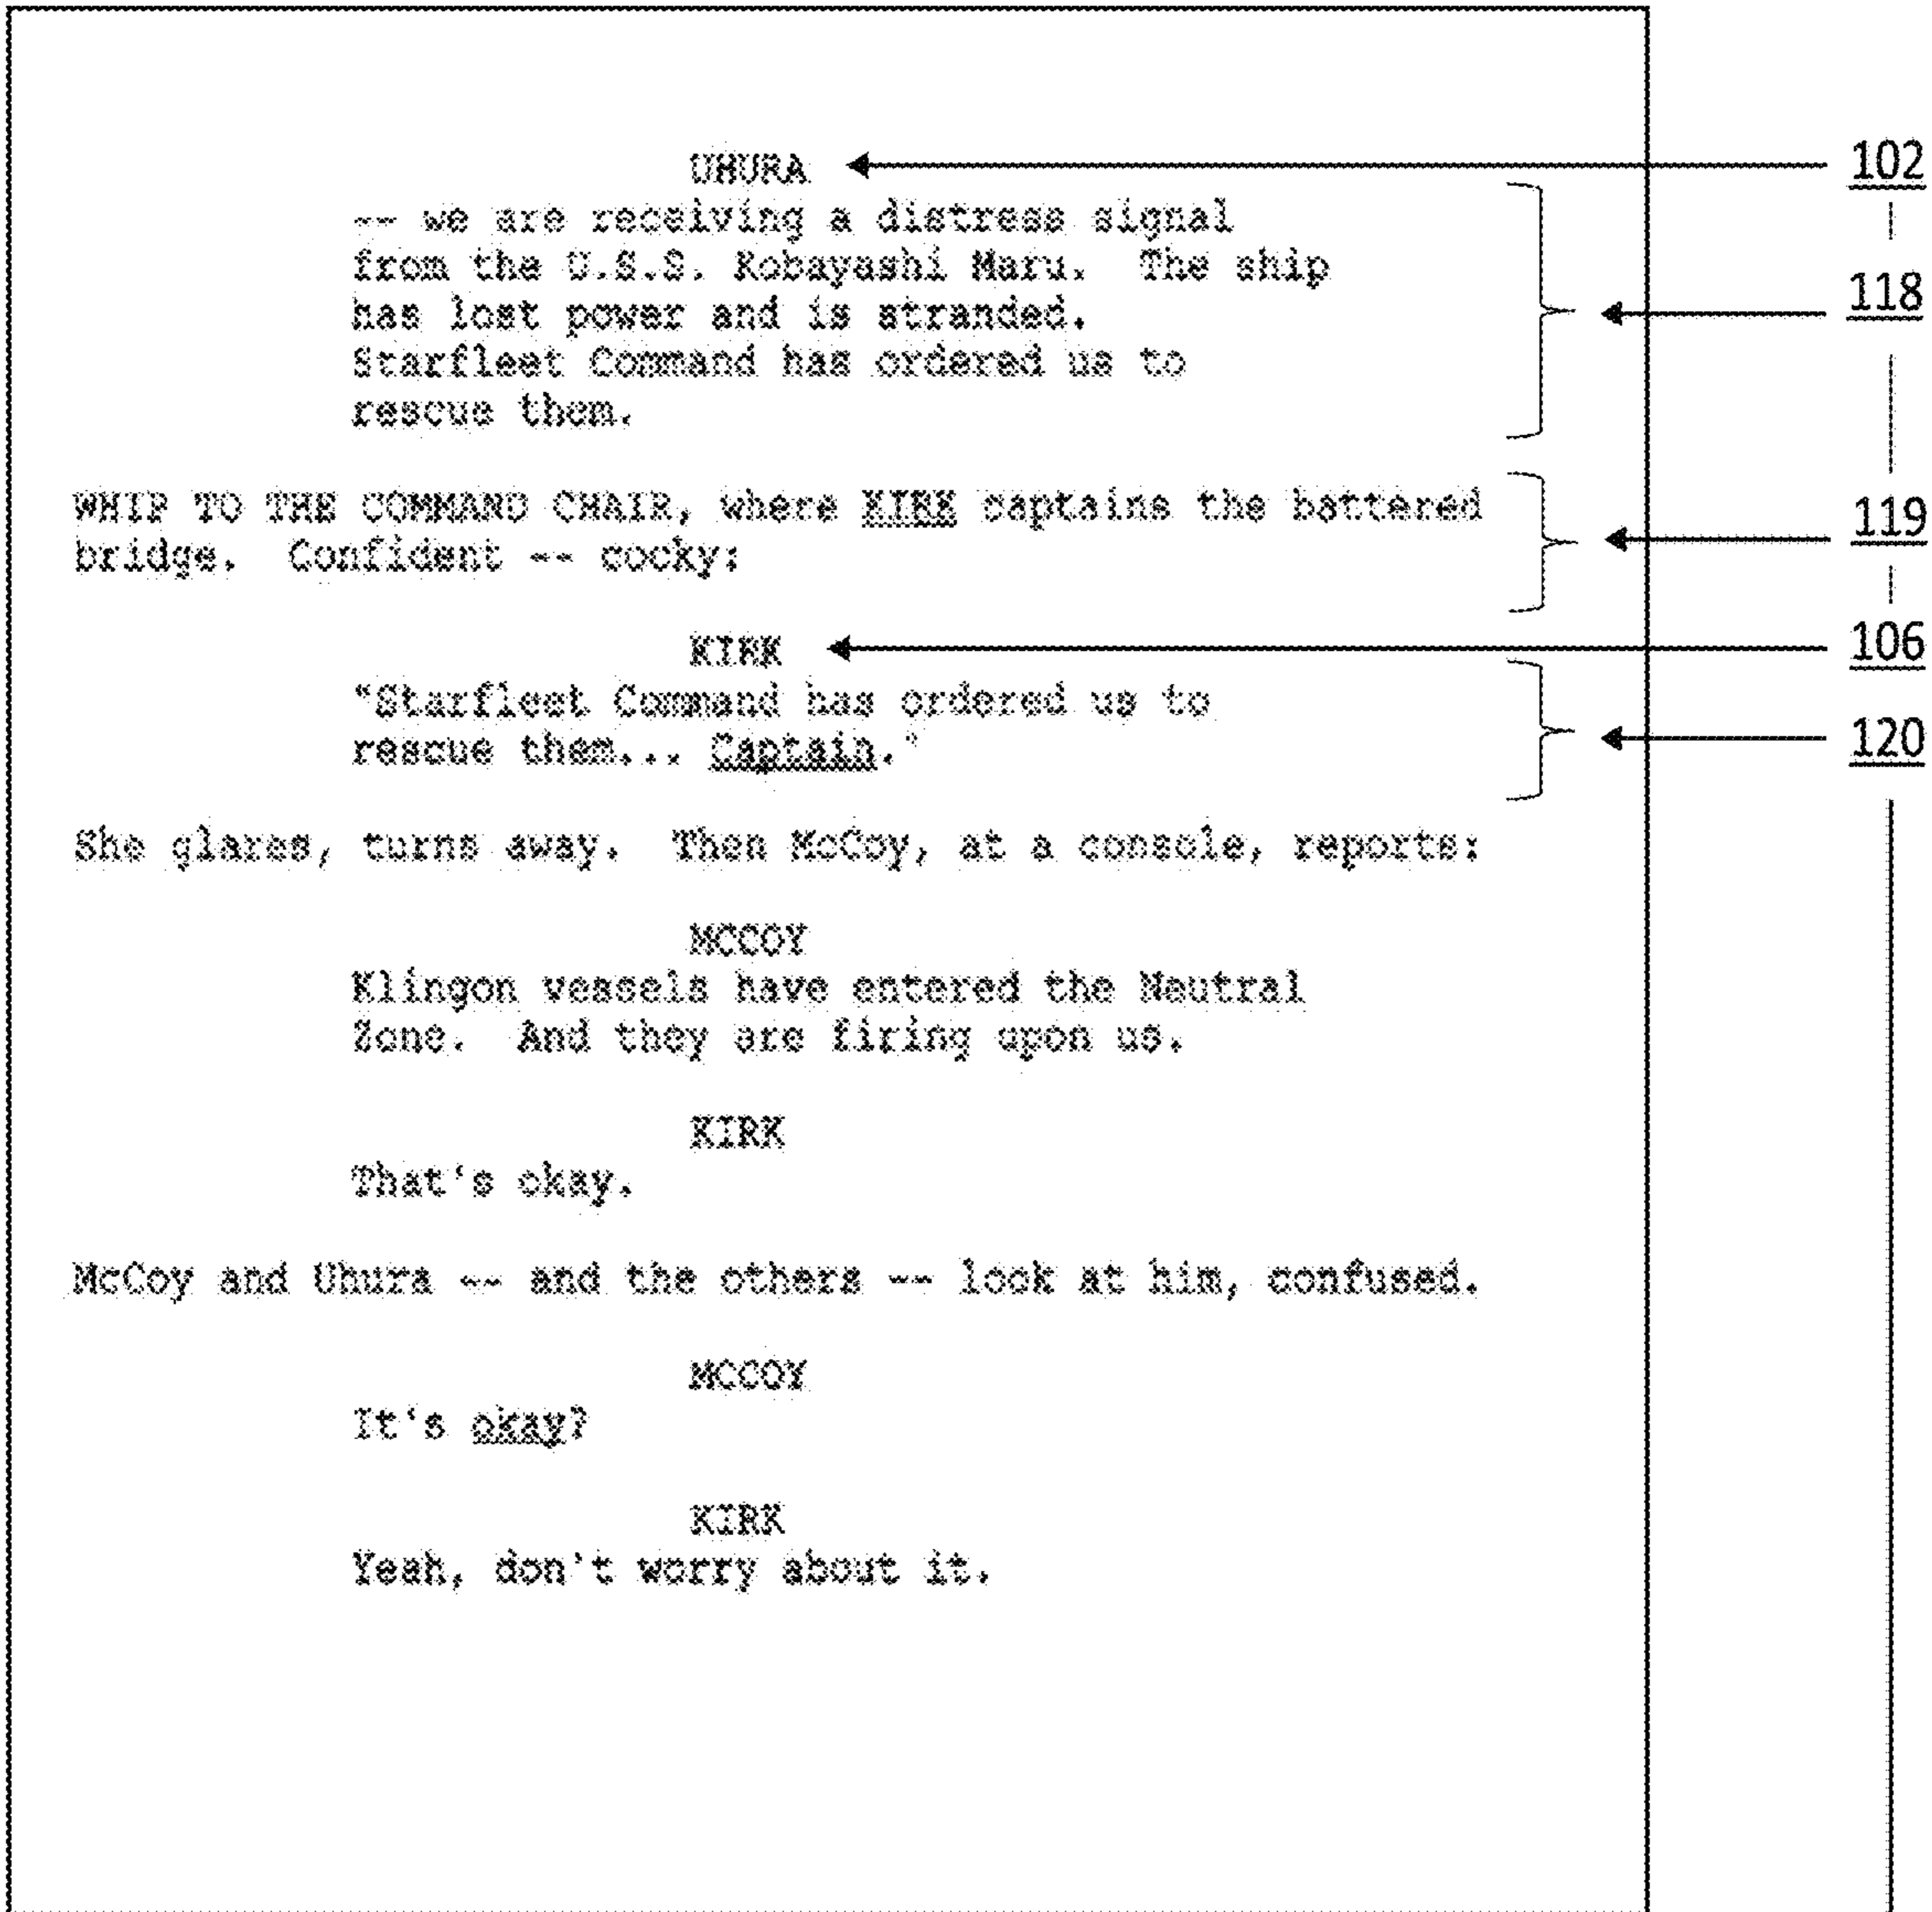 UHURA
102
-- we are receiving a distress signal
from the U.S.S. Kobayashi Maru. The ship
118
has lost power and is stranded.
Starfleet Command has ordered us to
rescue them.
WHIP TO THE COMMAND CHAIR, where KIRK captains the battered
119
bridge. Confident -- cocky:
KIRK
106
"Starfleet Command has ordered us to
rescue them... Captain."
120
She glares, turns away. Then McCoy, at a console, reports:
MCCOY
Klingon vessels have entered the Neutral
Zone. And they are firing upon us.
KIRK
That's okay.
McCoy and Uhura -- and the others -- look at him, confused.
MCCOY
It's okay?
KIRK
Yeah, don't worry about it.